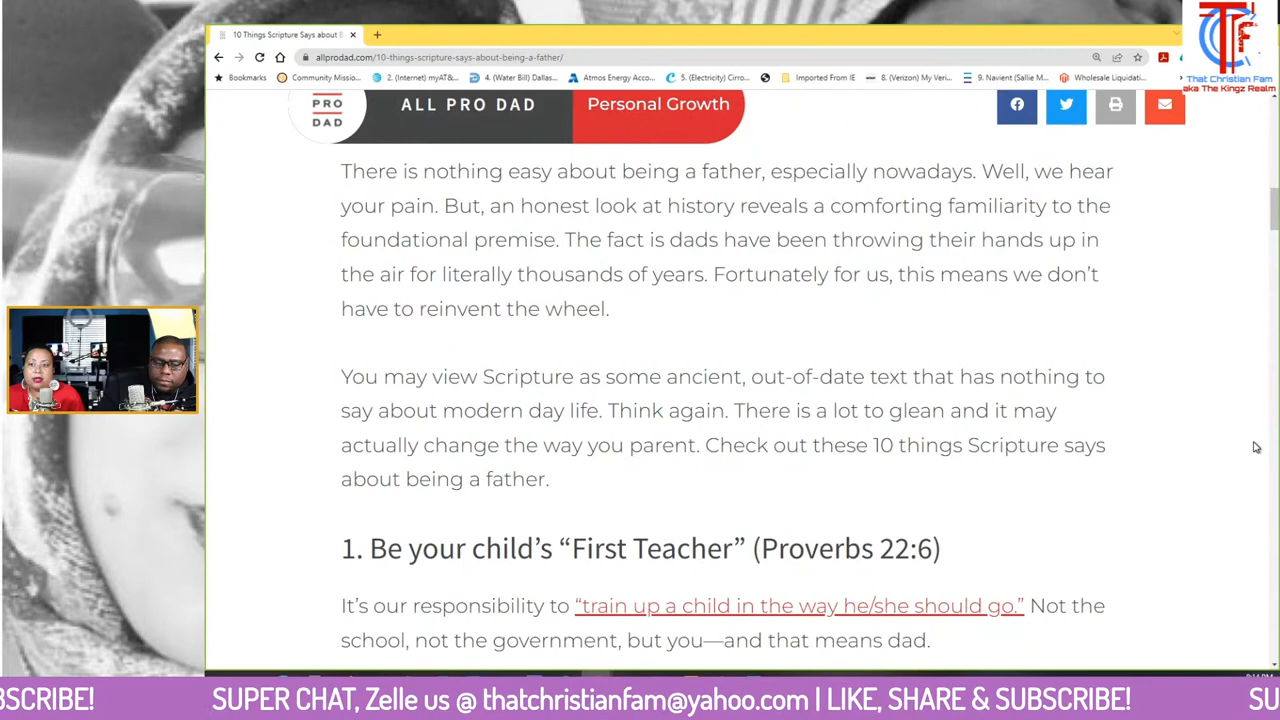 10 Things Scripture Says about B
allprodad.com/10-things-scripture-says-about-being-a-father/
Bookmarks
Community Missio...
2. (Internet) myAT&...
4. (Water Bill) Dallas...
Atmos Energy Acco...
5. (Electricity) Cirro...
Imported From IE
8. (Verizon) My Veri...
9. Navient (Sallie M...
Wholesale Liquidati...
That Christian Fam
aka The Kingz Realm
PRO
DAD
ALL PRO DAD
Personal Growth
There is nothing easy about being a father, especially nowadays. Well, we hear
your pain. But, an honest look at history reveals a comforting familiarity to the
foundational premise. The fact is dads have been throwing their hands up in
the air for literally thousands of years. Fortunately for us, this means we don’t
have to reinvent the wheel.
You may view Scripture as some ancient, out-of-date text that has nothing to
say about modern day life. Think again. There is a lot to glean and it may
actually change the way you parent. Check out these 10 things Scripture says
about being a father.
1. Be your child’s “First Teacher” (Proverbs 22:6)
It’s our responsibility to “train up a child in the way he/she should go.” Not the
school, not the government, but you—and that means dad.
BSCRIBE!
SUPER CHAT, Zelle us @ thatchristianfam@yahoo.com | LIKE, SHARE & SUBSCRIBE!
SU